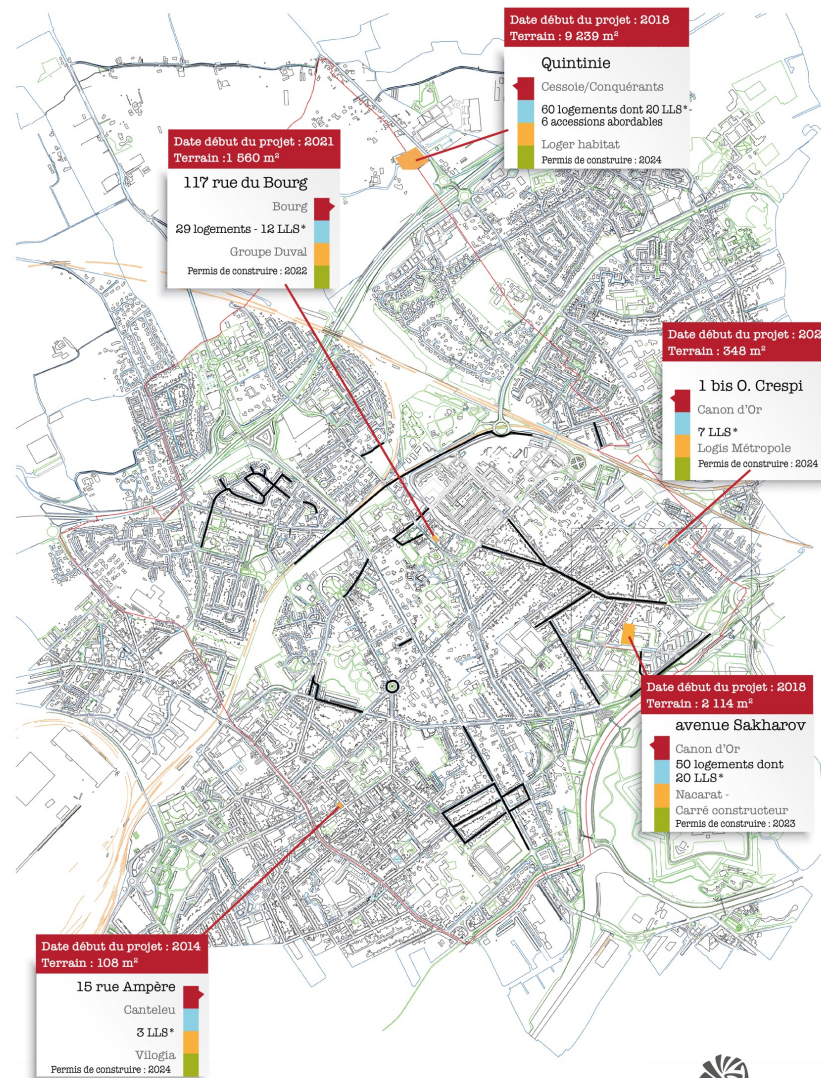 Date début du projet : 2018
Terrain : 9 239 m²
Quintinie
Cessoie/Conquérants
60 logements dont 20 LLS* -
6 accessions abordables
Loger habitat
Permis de construire : 2024
Date début du projet : 2021
Terrain :1 560 m²
117 rue du Bourg
Bourg
29 logements - 12 LLS*
Groupe Duval
Permis de construire : 2022
Date début du projet : 202
Terrain : 348 m²
1 bis O. Crespi
Canon d'Or
7 LLS*
Logis Métropole
Permis de construire : 2024
Date début du projet : 2018
Terrain : 2 114 m²
avenue Sakharov
Canon d'Or
50 logements dont
20 LLS*
Nacarat -
Carré constructeur
Permis de construire : 2023
Date début du projet : 2014
Terrain : 108 m²
15 rue Ampère
Canteleu
3 LLS*
Vilogia
Permis de construire : 2024